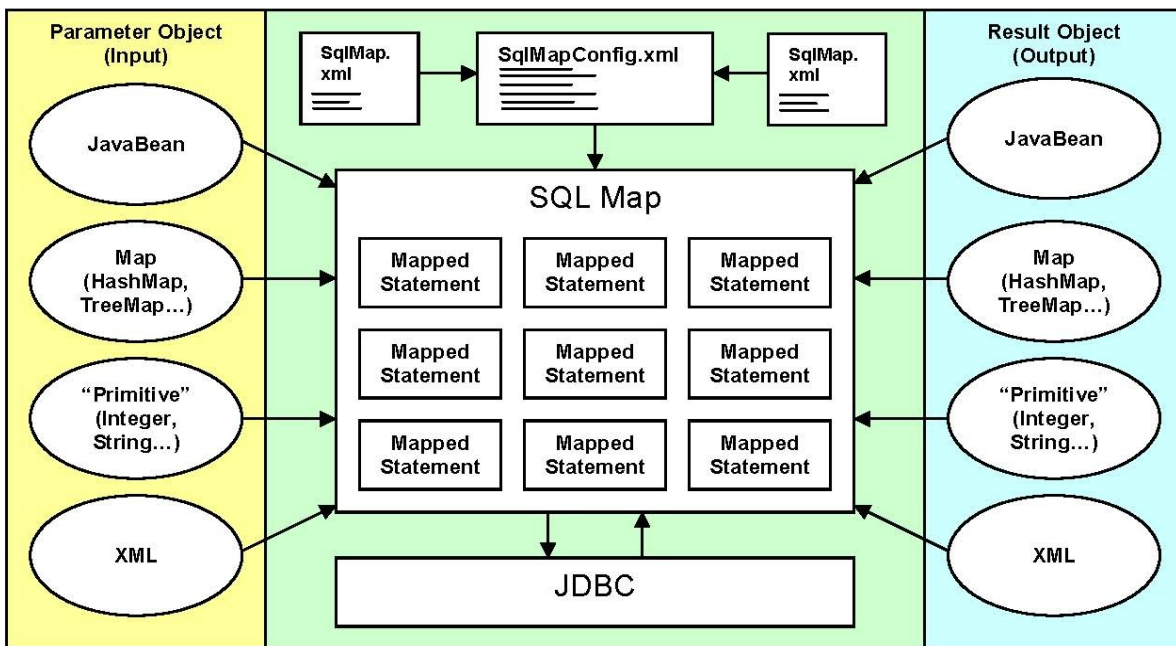 Parameter Object
(Input)
JavaBean
Map
(HashMap,
TreeMap…)
“Primitive”
(Integer,
String…)
XML
SqlMap.
xml
SqlMapConfig.xml
SqlMap.
xml
SQL Map
Mapped
Statement
Mapped
Statement
Mapped
Statement
Mapped
Statement
Mapped
Statement
Mapped
Statement
Mapped
Statement
Mapped
Statement
Mapped
Statement
JDBC
Result Object
(Output)
JavaBean
Map
(HashMap,
TreeMap…)
“Primitive”
(Integer,
String…)
XML